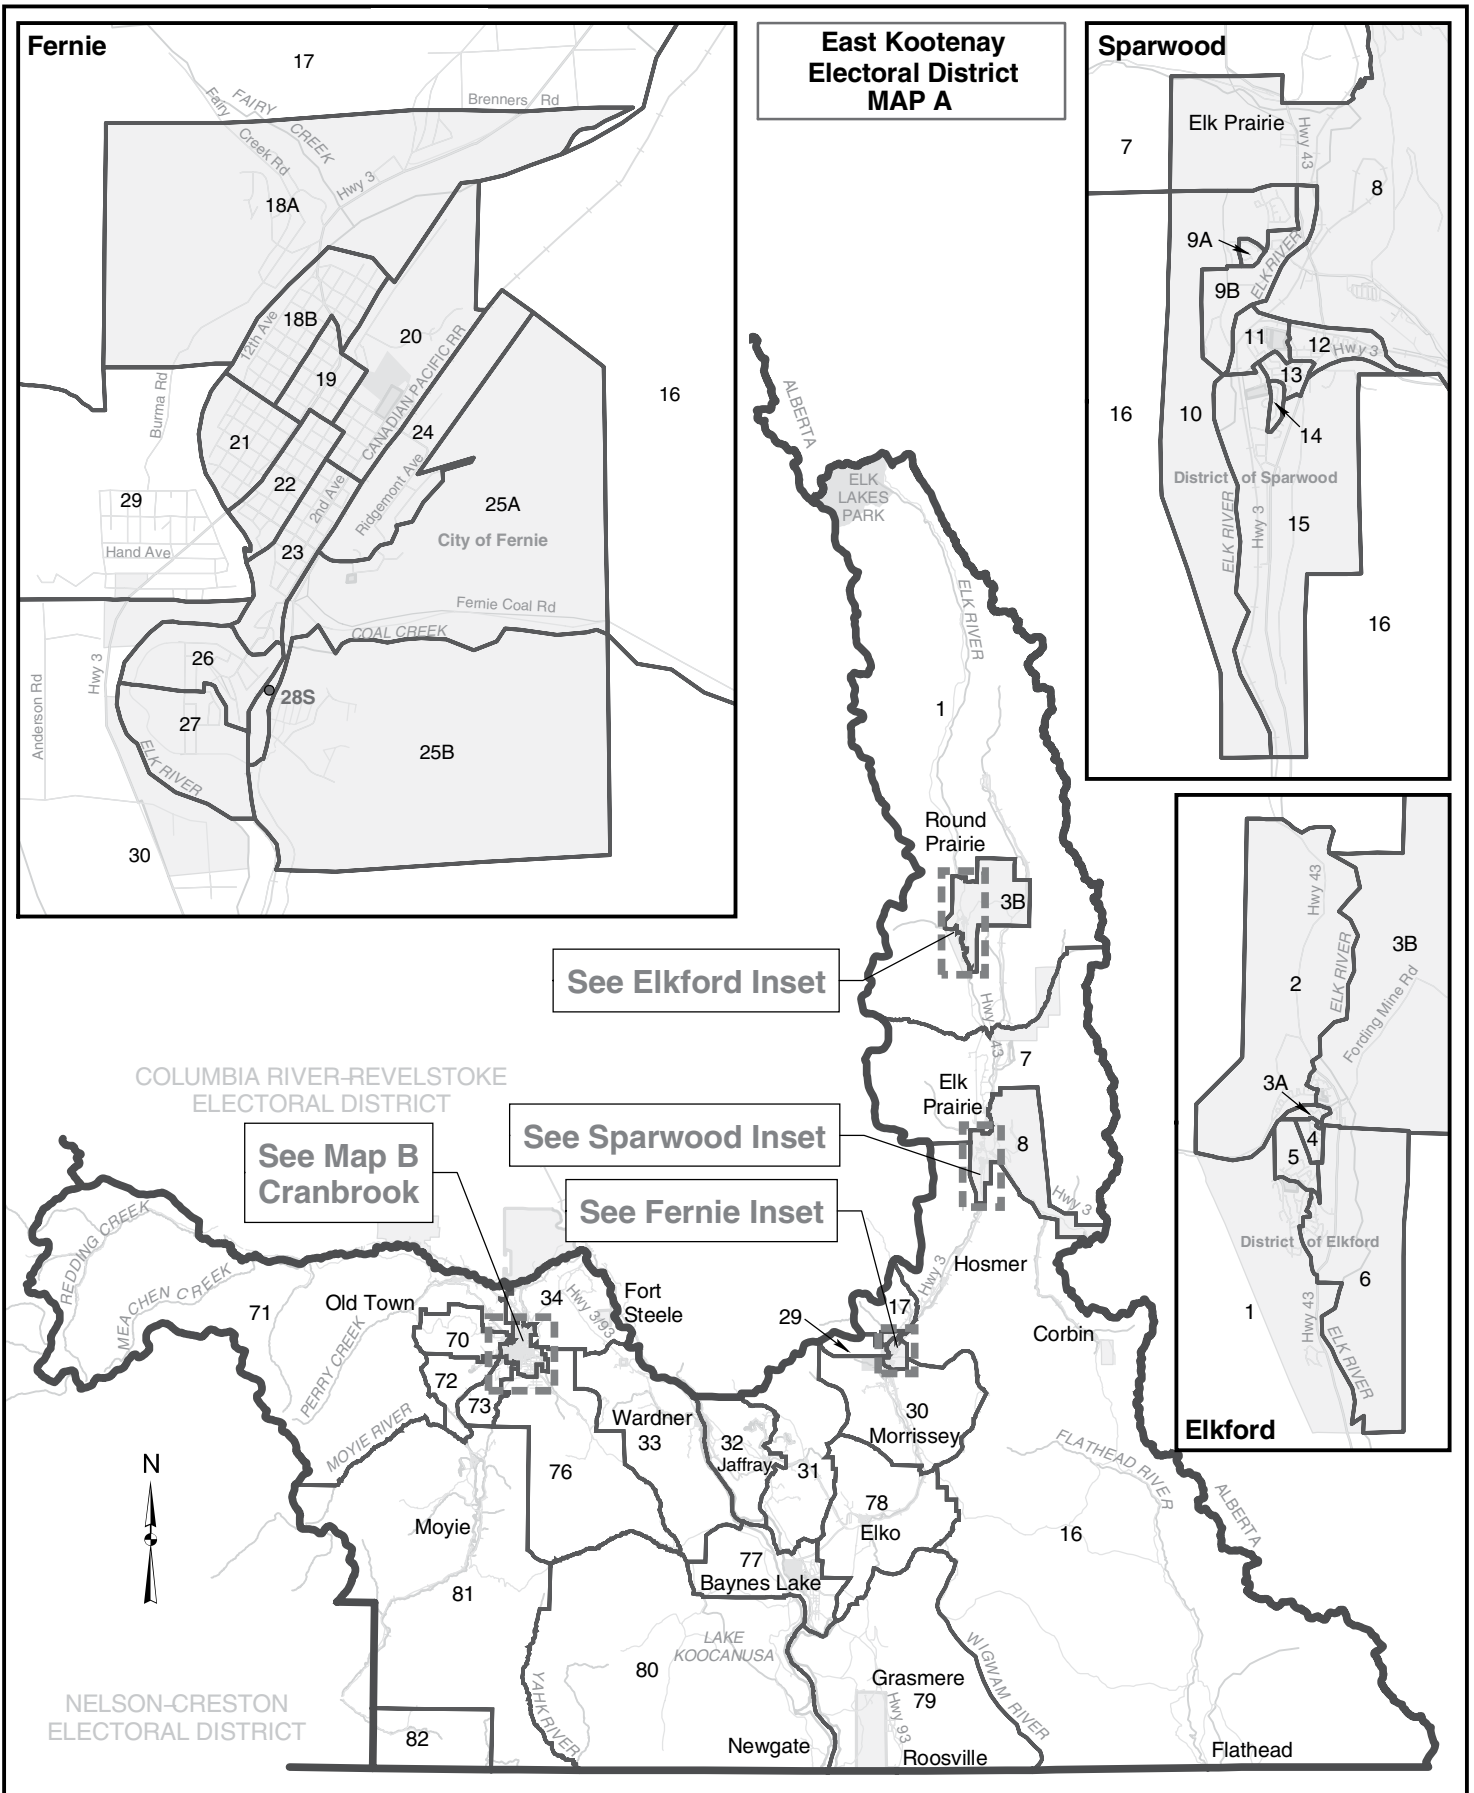 East Kootenay
Electoral District
MAP A
Fernie
17
Brenners Rd
FAIRY CREEK
Fairy Creek Rd
Hwy 3
18A
18B
12th Ave
20
19
CANADIAN PACIFIC RR
16
Burma Rd
21
24
22
2nd Ave
Ridgemont Ave
29
25A
City of Fernie
Hand Ave
23
Fernie Coal Rd
COAL CREEK
26
Hwy 3
Anderson Rd
28S
27
25B
ELK RIVER
30
Sparwood
Elk Prairie
7
Hwy 43
8
9A
ELK RIVER
9B
11
12
Hwy 3
13
16
10
14
District of Sparwood
ELK RIVER
Hwy 3
15
16
Elkford
Hwy 43
3B
2
ELK RIVER
Fording Mine Rd
3A
4
5
District of Elkford
6
1
Hwy 43
ELK RIVER
ALBERTA
ELK
LAKES
PARK
ELK RIVER
1
Round
Prairie
3B
See Elkford Inset
Hwy 43
7
COLUMBIA RIVER–REVELSTOKE
ELECTORAL DISTRICT
Elk
Prairie
See Sparwood Inset
8
See Map B
Cranbrook
See Fernie Inset
Hwy 3
REDDING CREEK
MEACHEN CREEK
Hosmer
Hwy 3
71
Old Town
34
Hwy 3/93
Fort
Steele
29
17
Corbin
70
PERRY CREEK
72
73
MOYIE RIVER
Wardner
33
32
Jaffray
31
30
Morrissey
FLATHEAD RIVER
76
78
Elko
16
ALBERTA
N
Moyie
77
Baynes Lake
81
LAKE
KOOCANUSA
80
YAHK RIVER
Grasmere
79
WIGWAM RIVER
Hwy 93
NELSON–CRESTON
ELECTORAL DISTRICT
82
Newgate
Roosville
Flathead